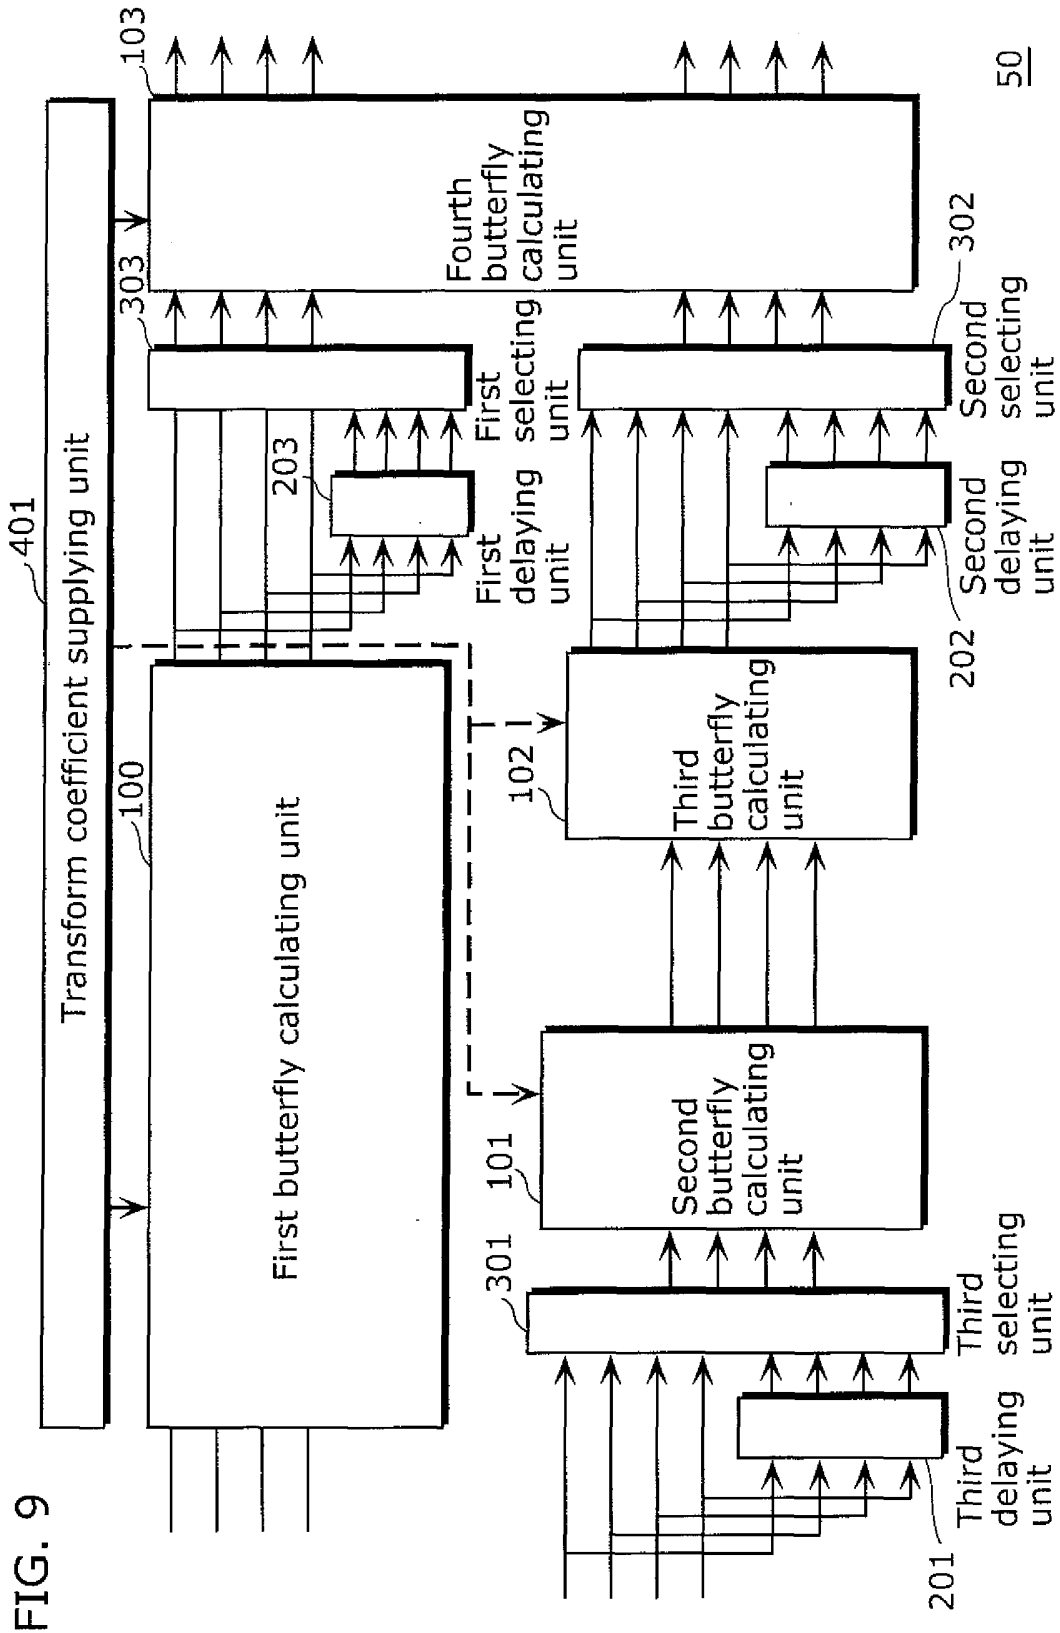 FIG. 9
401
Transform coefficient supplying unit
100
First butterfly calculating unit
203
First
delaying
unit
303
First
selecting
unit
103
Fourth
butterfly
calculating
unit
201
Third
delaying
unit
301
Third
selecting
unit
101
Second
butterfly
calculating
unit
102
Third
butterfly
calculating
unit
202
Second
delaying
unit
302
Second
selecting
unit
50